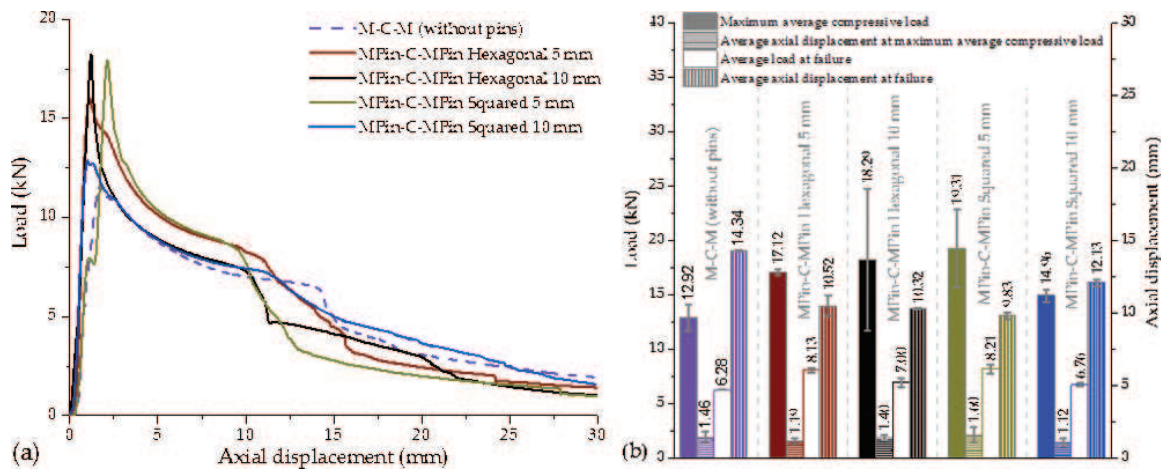 20
15
10
5
0
Load (kN)
0
5
10
15
20
25
30
Axial displacement (mm)
(a)
M-C-M (without pins)
MPin-C-MPin Hexagonal 5 mm
MPin-C-MPin Hexagonal 10 mm
MPin-C-MPin Squared 5 mm
MPin-C-MPin Squared 10 mm
(b)
40
35
30
25
20
15
10
5
0
Load (kN)
Maximum average compressive load
Average axial displacement at maximum average compressive load
Average load at failure
Average axial displacement at failure
M-C-M (without pins)
MPin-C-MPin Hexagonal 5 mm
MPin-C-MPin Hexagonal 10 mm
MPin-C-MPin Squared 5 mm
MPin-C-MPin Squared 10 mm
12.92
1.46
6.28
14.34
17.12
1.19
8.13
10.52
18.29
1.40
7.00
10.32
19.31
1.60
8.21
9.83
14.96
1.12
6.76
12.13
30
25
20
15
10
5
0
Axial displacement (mm)